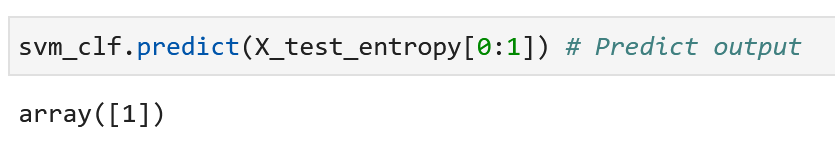 svm_clf.predict(X_test_entropy[0:1]) # Predict output
array([1])